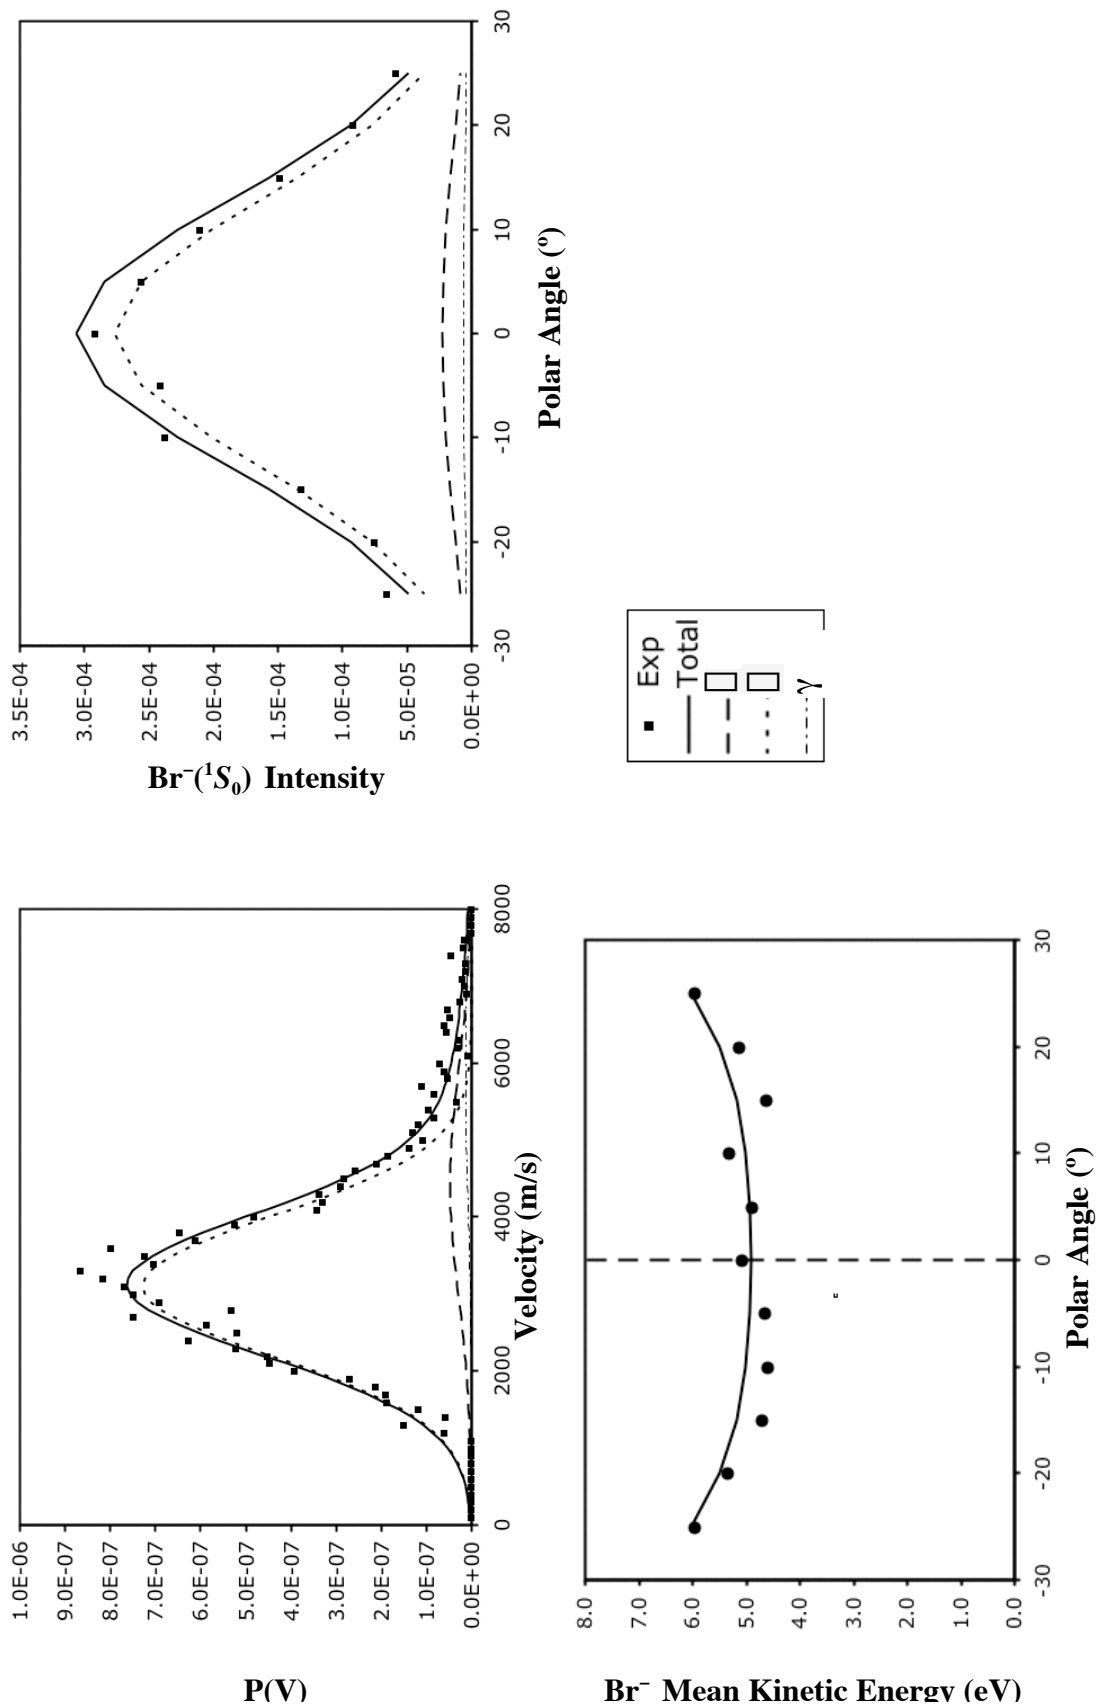 3.5E-04
3.0E-04
2.5E-04
2.0E-04
1.5E-04
1.0E-04
5.0E-05
0.0E+00
Br⁻(¹S₀) Intensity
-30
-20
-10
0
10
20
30
Polar Angle (º)
Exp
Total
γ
1.0E-06
9.0E-07
8.0E-07
7.0E-07
6.0E-07
5.0E-07
4.0E-07
3.0E-07
2.0E-07
1.0E-07
0.0E+00
P(V)
0
2000
4000
6000
8000
Velocity (m/s)
8.0
7.0
6.0
5.0
4.0
3.0
2.0
1.0
0.0
Br⁻ Mean Kinetic Energy (eV)
-30
-20
-10
0
10
20
30
Polar Angle (º)